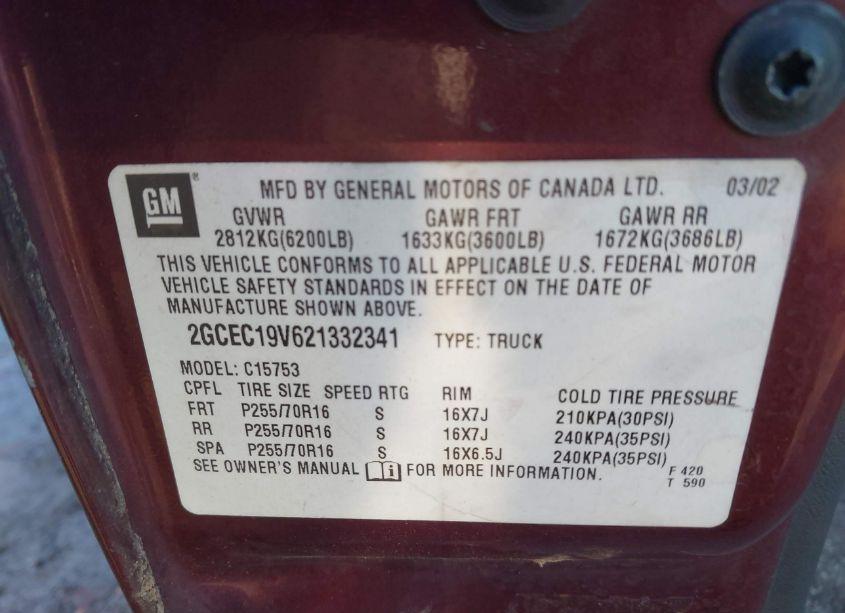 GM® MFD BY GENERAL MOTORS OF CANADA LTD. 03/02
GVWR GAWR FRT GAWR RR
2812KG(6200LB) 1633KG(3600LB) 1672KG(3686LB)
THIS VEHICLE CONFORMS TO ALL APPLICABLE U.S. FEDERAL MOTOR
VEHICLE SAFETY STANDARDS IN EFFECT ON THE DATE OF
MANUFACTURE SHOWN ABOVE.
2GCEC19V621332341 TYPE: TRUCK
MODEL: C15753
CPFL TIRE SIZE SPEED RTG RIM COLD TIRE PRESSURE
FRT P255/70R16 S 16X7J 210KPA(30PSI)
RR P255/70R16 S 16X7J 240KPA(35PSI)
SPA P255/70R16 S 16X6.5J 240KPA(35PSI)
SEE OWNER'S MANUAL i FOR MORE INFORMATION. F 420
T 590